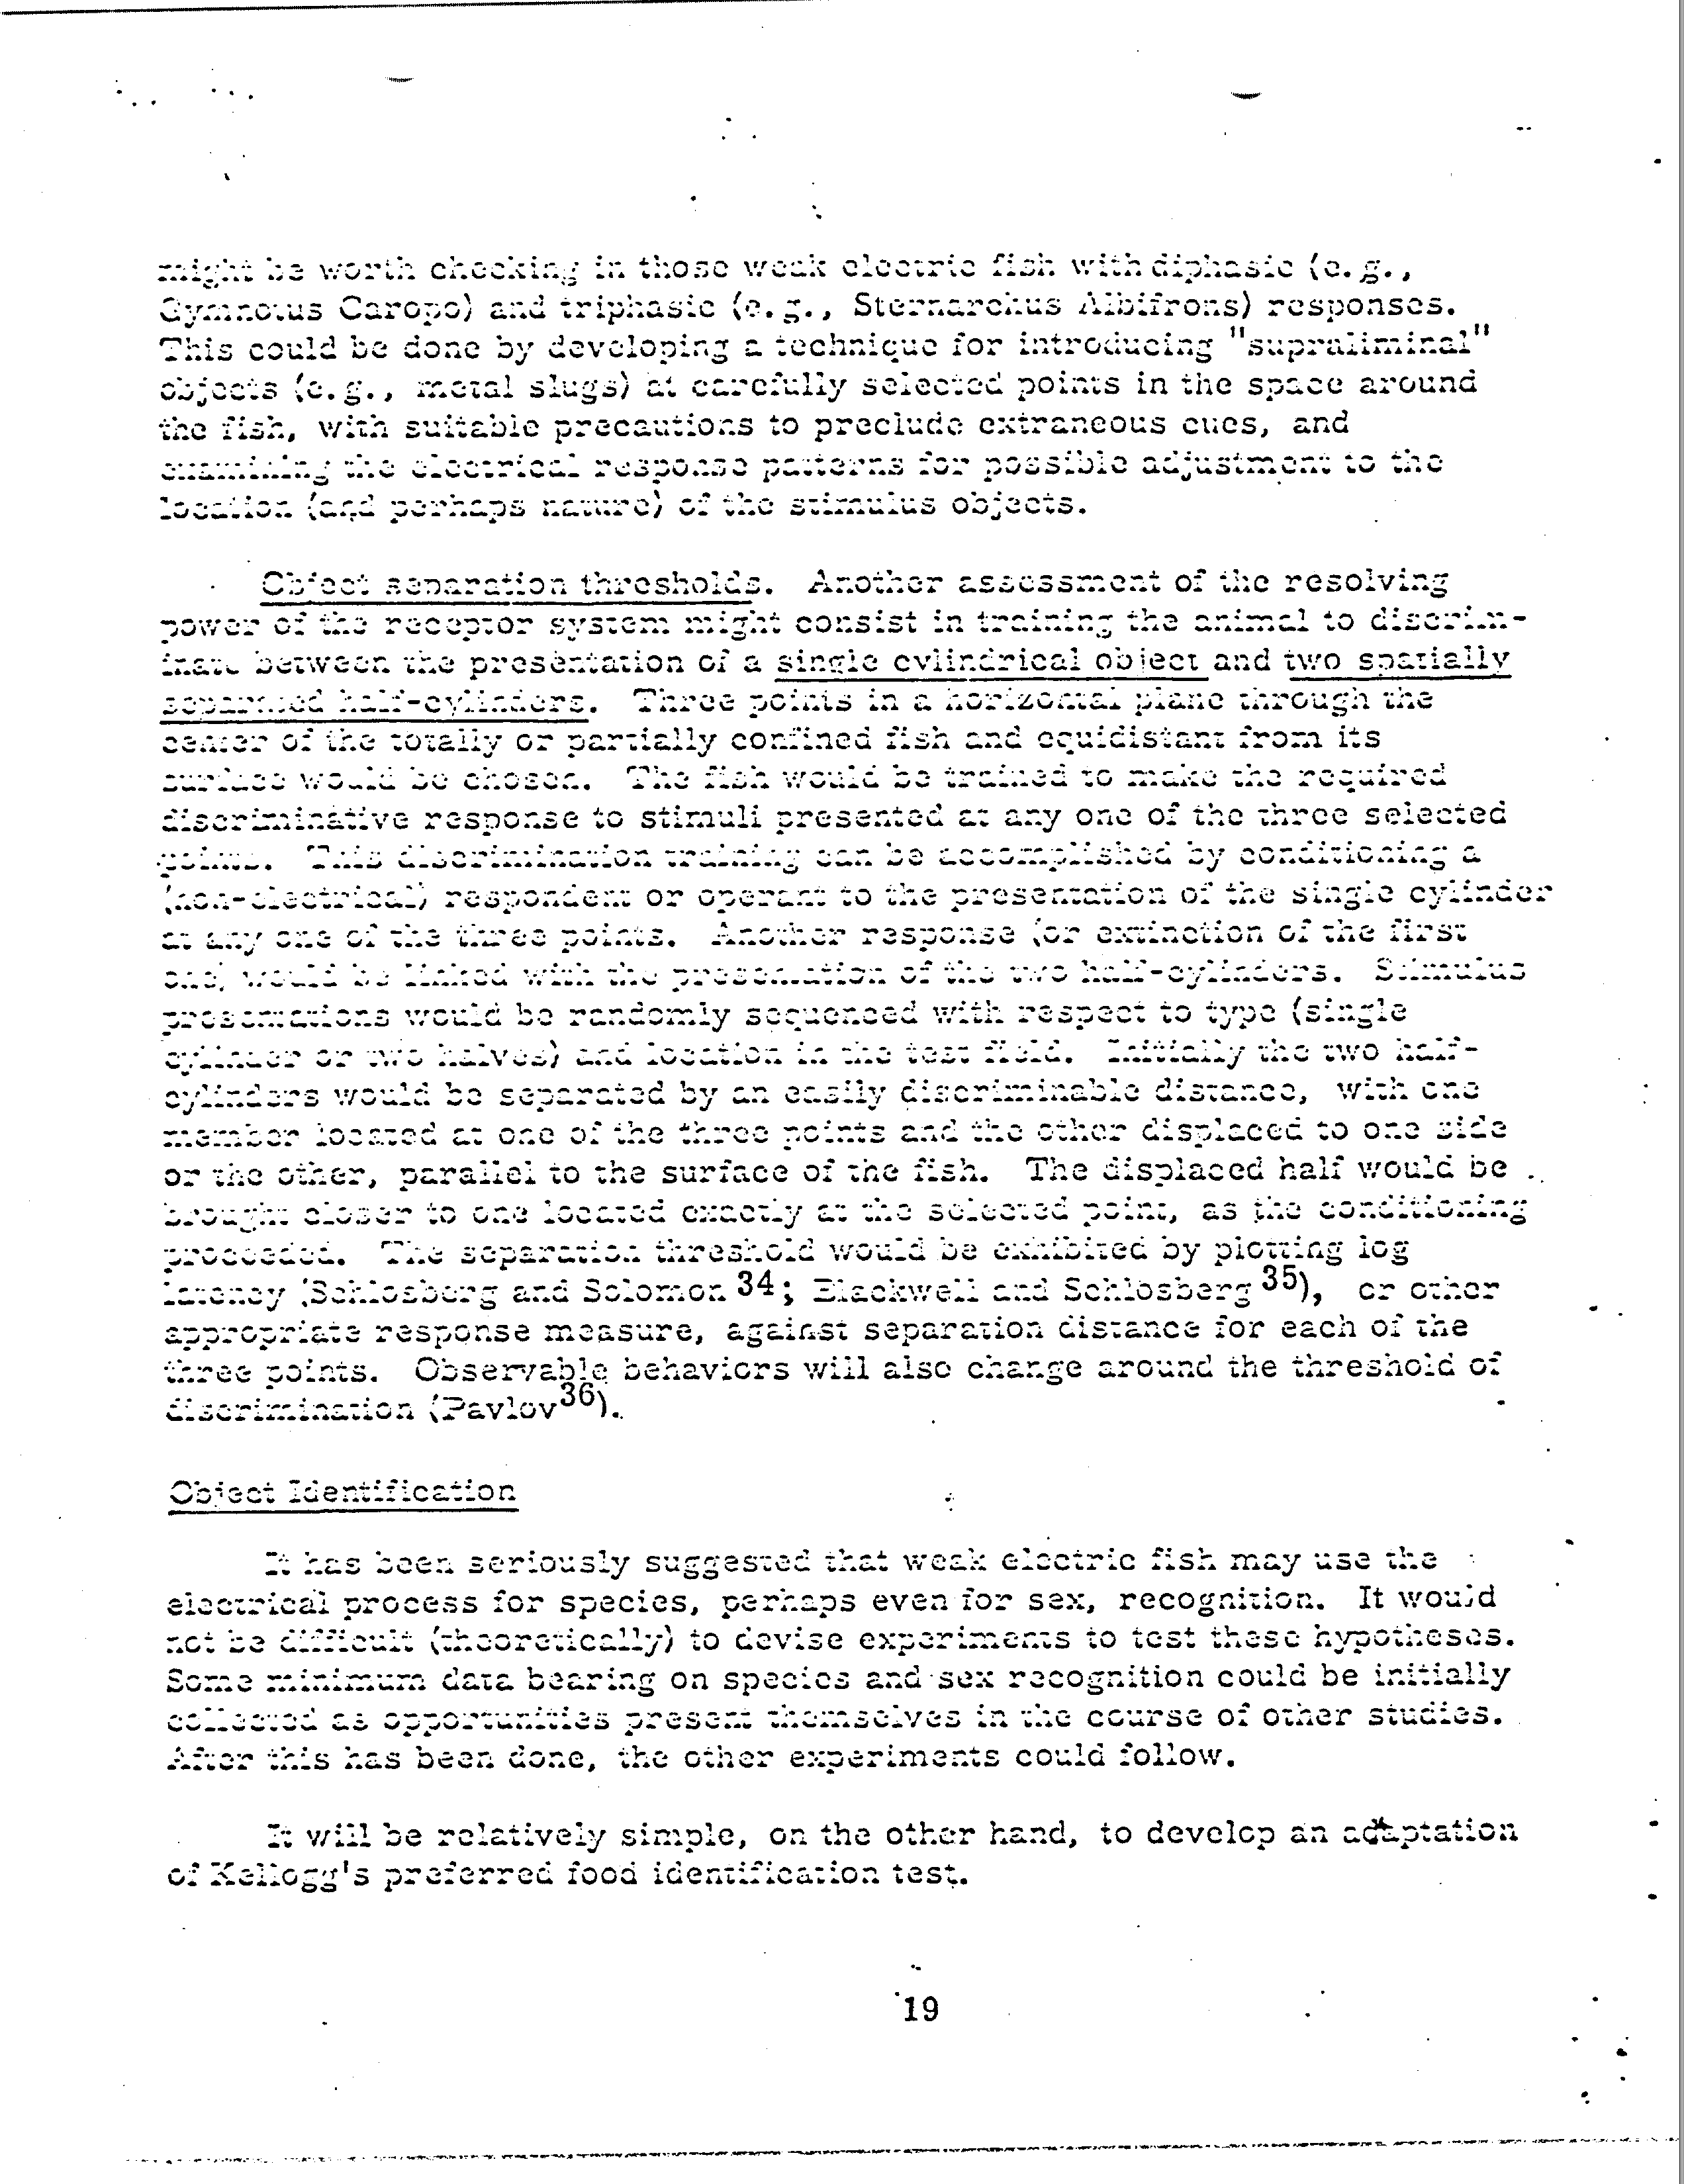 might be worth checking in those weak electric fish with diphasic (e. g. ,
Gymnotus Caropo) and triphasic (e. g. , Sternarchus Albifrons) responses.
This could be done by developing a technique for introducing "supraliminal"
objects (e. g. , metal slugs) at carefully selected points in the space around
the fish, with suitable precautions to preclude extraneous cues, and
examining the electrical response patterns for possible adjustment to the
location (and perhaps nature) of the stimulus objects.
Object separation thresholds. Another assessment of the resolving
power of the receptor system might consist in training the animal to discrim-
inate between the presentation of a single cylindrical object and two spatially
separated half-cylinders. Three points in a horizontal plane through the
center of the totally or partially confined fish and equidistant from its
surface would be chosen. The fish would be trained to make the required
discriminative response to stimuli presented at any one of the three selected
points. This discrimination training can be accomplished by conditioning a
(non-electrical) respondent or operant to the presentation of the single cylinder
at any one of the three points. Another response (or extinction of the first
one) would be linked with the presentation of the two half-cylinders. Stimulus
presentations would be randomly sequenced with respect to type (single
cylinder or two halves) and location in the test field. Initially the two half-
cylinders would be separated by an easily discriminable distance, with one
member located at one of the three points and the other displaced to one side
or the other, parallel to the surface of the fish. The displaced half would be
brought closer to one located exactly at the selected point, as the conditioning
proceeded. The separation threshold would be exhibited by plotting log
latency (Schlosberg and Solomon 34; Blackwell and Schlosberg 35), or other
appropriate response measure, against separation distance for each of the
three points. Observable behaviors will also change around the threshold of
discrimination (Pavlov 36).
Object Identification
It has been seriously suggested that weak electric fish may use the
electrical process for species, perhaps even for sex, recognition. It would
not be difficult (theoretically) to devise experiments to test these hypotheses.
Some minimum data bearing on species and sex recognition could be initially
collected as opportunities present themselves in the course of other studies.
After this has been done, the other experiments could follow.
It will be relatively simple, on the other hand, to develop an adaptation
of Kellogg's preferred food identification test.
19